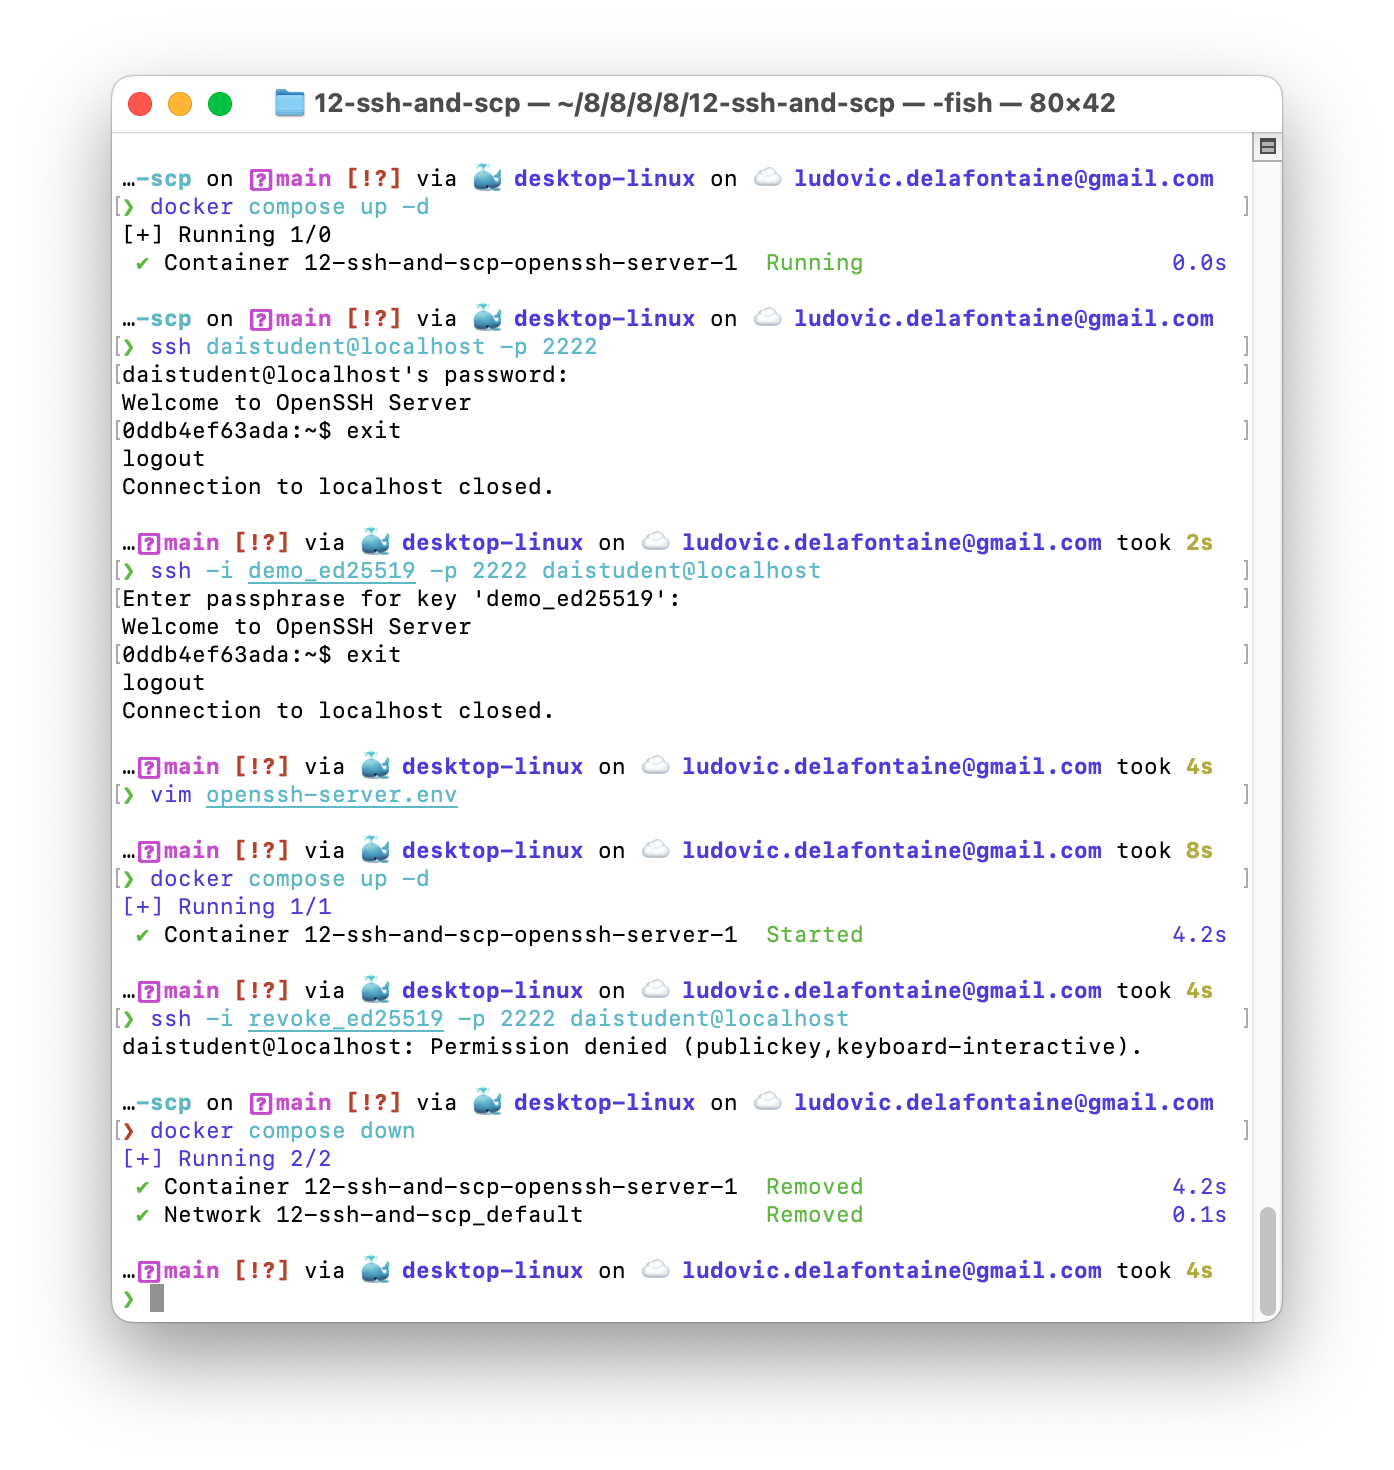 12-ssh-and-scp — ~/8/8/8/8/12-ssh-and-scp — -fish — 80×42
…-scp on ?main [!?] via 🐳 desktop-linux on ☁️ ludovic.delafontaine@gmail.com
[❯ docker compose up -d ]
[+] Running 1/0
✔ Container 12-ssh-and-scp-openssh-server-1 Running 0.0s
…-scp on ?main [!?] via 🐳 desktop-linux on ☁️ ludovic.delafontaine@gmail.com
[❯ ssh daistudent@localhost -p 2222 ]
[daistudent@localhost's password: ]
Welcome to OpenSSH Server
[0ddb4ef63ada:~$ exit ]
logout
Connection to localhost closed.
…?main [!?] via 🐳 desktop-linux on ☁️ ludovic.delafontaine@gmail.com took 2s
[❯ ssh -i demo_ed25519 -p 2222 daistudent@localhost ]
[Enter passphrase for key 'demo_ed25519': ]
Welcome to OpenSSH Server
[0ddb4ef63ada:~$ exit ]
logout
Connection to localhost closed.
…?main [!?] via 🐳 desktop-linux on ☁️ ludovic.delafontaine@gmail.com took 4s
[❯ vim openssh-server.env ]
…?main [!?] via 🐳 desktop-linux on ☁️ ludovic.delafontaine@gmail.com took 8s
[❯ docker compose up -d ]
[+] Running 1/1
✔ Container 12-ssh-and-scp-openssh-server-1 Started 4.2s
…?main [!?] via 🐳 desktop-linux on ☁️ ludovic.delafontaine@gmail.com took 4s
[❯ ssh -i revoke_ed25519 -p 2222 daistudent@localhost ]
daistudent@localhost: Permission denied (publickey,keyboard-interactive).
…-scp on ?main [!?] via 🐳 desktop-linux on ☁️ ludovic.delafontaine@gmail.com
[❯ docker compose down ]
[+] Running 2/2
✔ Container 12-ssh-and-scp-openssh-server-1 Removed 4.2s
✔ Network 12-ssh-and-scp_default Removed 0.1s
…?main [!?] via 🐳 desktop-linux on ☁️ ludovic.delafontaine@gmail.com took 4s
❯